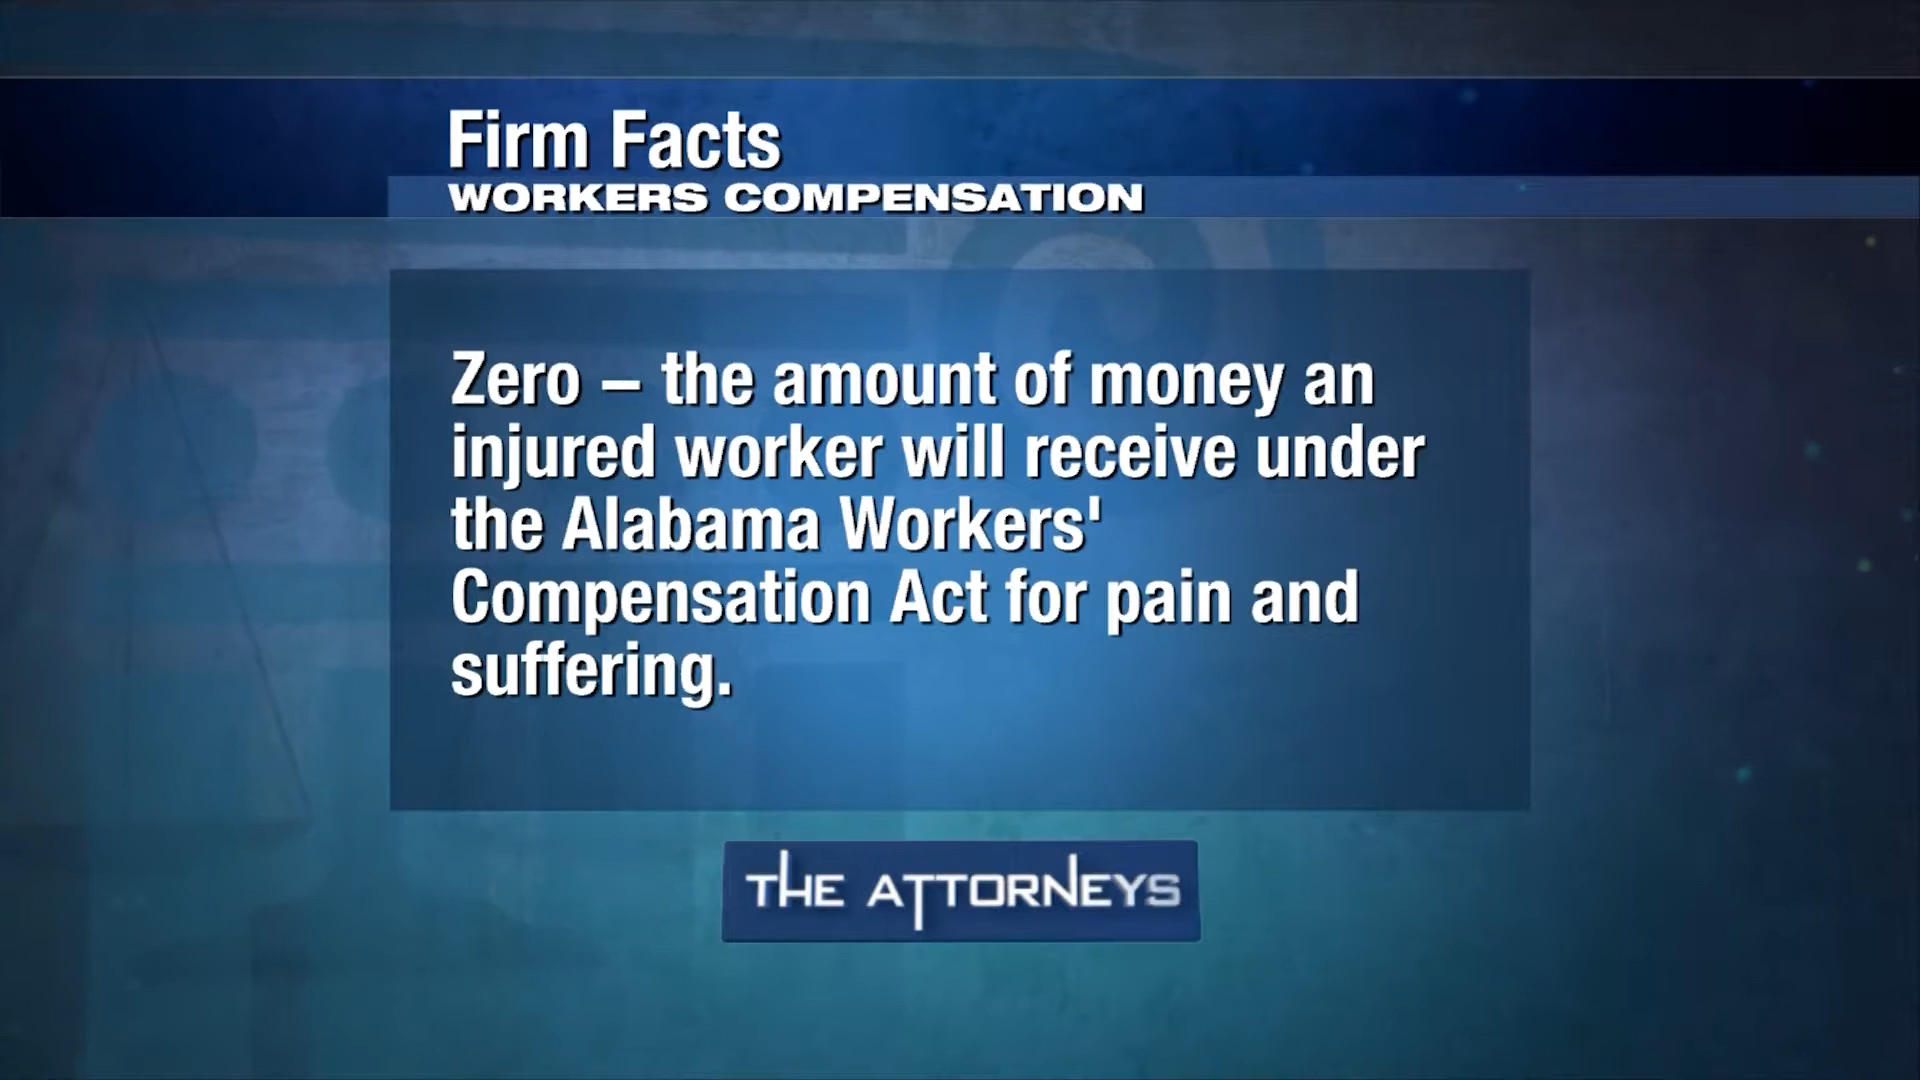 Firm Facts
WORKERS COMPENSATION
Zero – the amount of money an
injured worker will receive under
the Alabama Workers'
Compensation Act for pain and
suffering.
THE ATTORNEYS